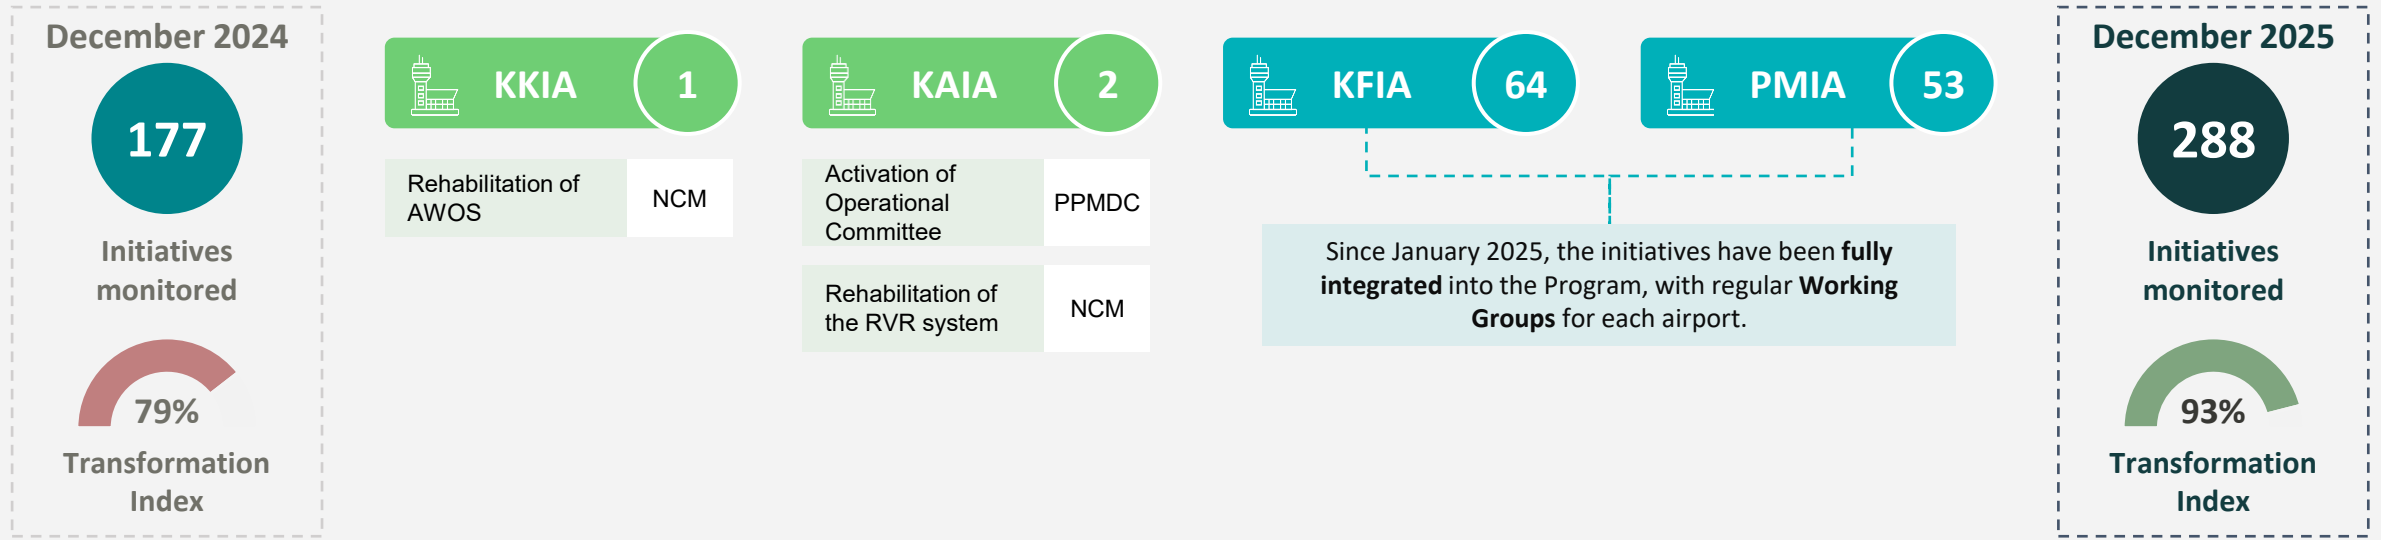 December 2024
177
Initiatives
monitored
79%
Transformation
Index
KKIA
1
Rehabilitation of
AWOS
NCM
KAIA
2
Activation of
Operational
Committee
PPMDC
Rehabilitation of
the RVR system
NCM
KFIA
64
PMIA
53
Since January 2025, the initiatives have been fully
integrated into the Program, with regular Working
Groups for each airport.
December 2025
288
Initiatives
monitored
93%
Transformation
Index